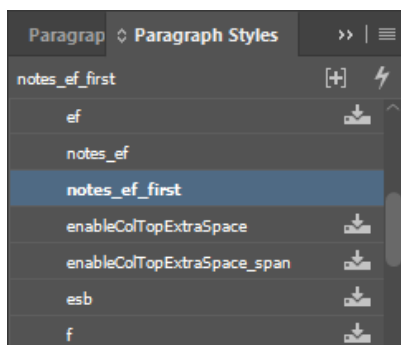 Paragrap Paragraph Styles
notes_ef_first
ef
notes_ef
notes_ef_first
enableColTopExtraSpace
enableColTopExtraSpace_span
esb
f